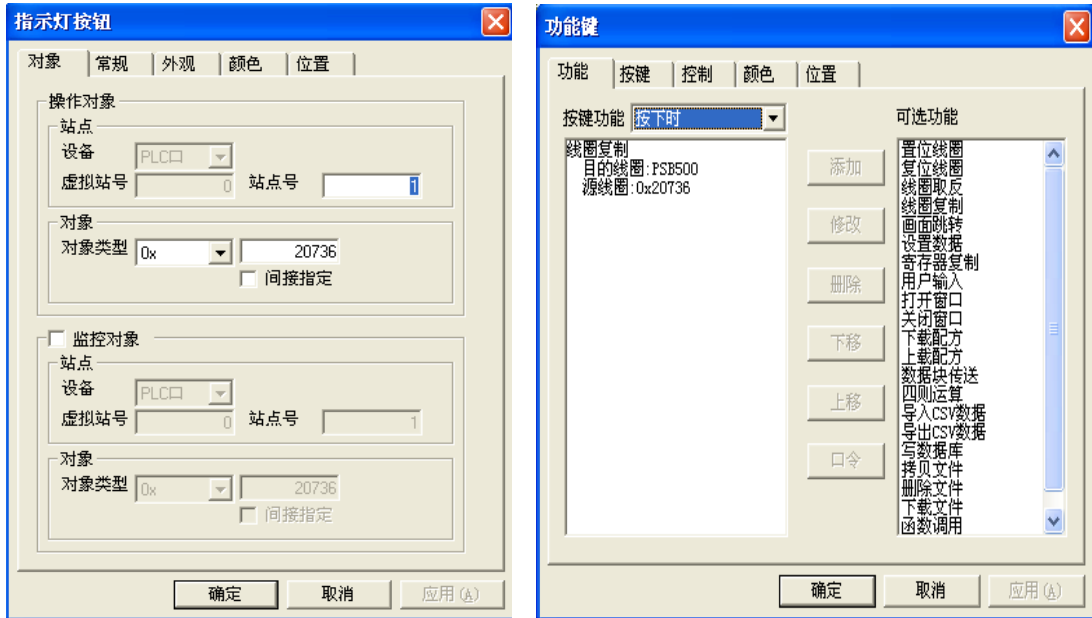 指示灯按钮
对象 常规 外观 颜色 位置
操作对象
站点
设备 PLC口
虚拟站号 0 站点号 1
对象
对象类型 0x 20736
间接指定
监控对象
站点
设备 PLC口
虚拟站号 0 站点号 1
对象
对象类型 0x 20736
间接指定
确定 取消 应用(A)
功能键
功能 按键 控制 颜色 位置
按键功能 按下时 可选功能
线圈复制
目的线圈:PSB500
源线圈:0x20736
添加
修改
删除
下移
上移
口令
置位线圈
复位线圈
线圈取反
线圈复制
画面跳转
设置数据
寄存器复制
用户输入
打开窗口
关闭窗口
下载配方
上载配方
数据块传送
四则运算
导入CSV数据
导出CSV数据
写数据库
拷贝文件
删除文件
下载文件
函数调用
确定 取消 应用(A)